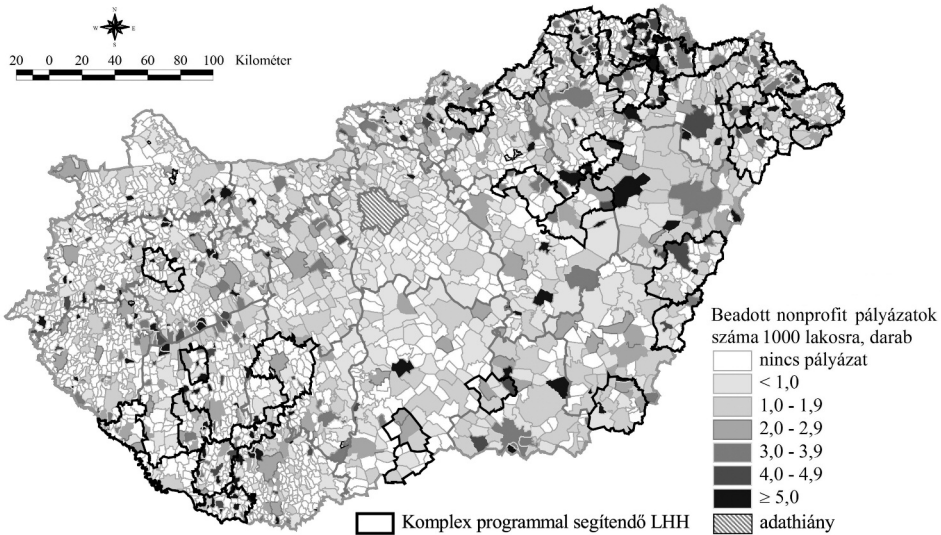 N
W E
S
20 0 20 40 60 80 100 Kilométer
Beadott nonprofit pályázatok
száma 1000 lakosra, darab
nincs pályázat
< 1,0
1,0 - 1,9
2,0 - 2,9
3,0 - 3,9
4,0 - 4,9
≥ 5,0
Komplex programmal segítendő LHH
adathiány